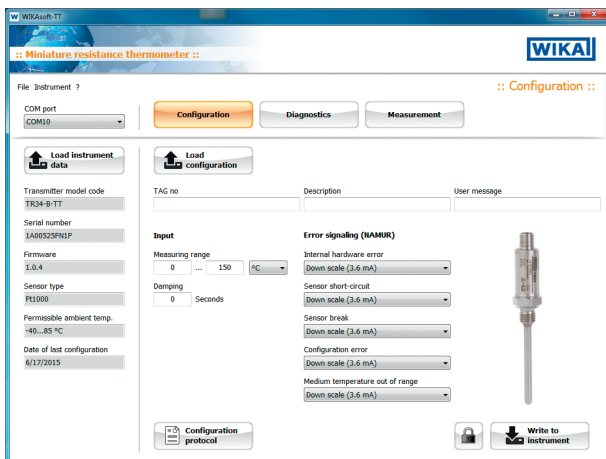 WIKAsoft-TT
:: Miniature resistance thermometer ::
WIKA
File Instrument ?
:: Configuration ::
COM port
COM10
Configuration
Diagnostics
Measurement
Load instrument
data
Load
configuration
Transmitter model code
TR34-B-TT
Serial number
1A00525FN1P
Firmware
1.0.4
Sensor type
Pt1000
Permissible ambient temp.
-40...85 °C
Date of last configuration
6/17/2015
TAG no
Description
User message
Input
Measuring range
0 ... 150 °C
Damping
0 Seconds
Error signaling (NAMUR)
Internal hardware error
Down scale (3.6 mA)
Sensor short-circuit
Down scale (3.6 mA)
Sensor break
Down scale (3.6 mA)
Configuration error
Down scale (3.6 mA)
Medium temperature out of range
Down scale (3.6 mA)
Configuration
protocol
Write to
instrument